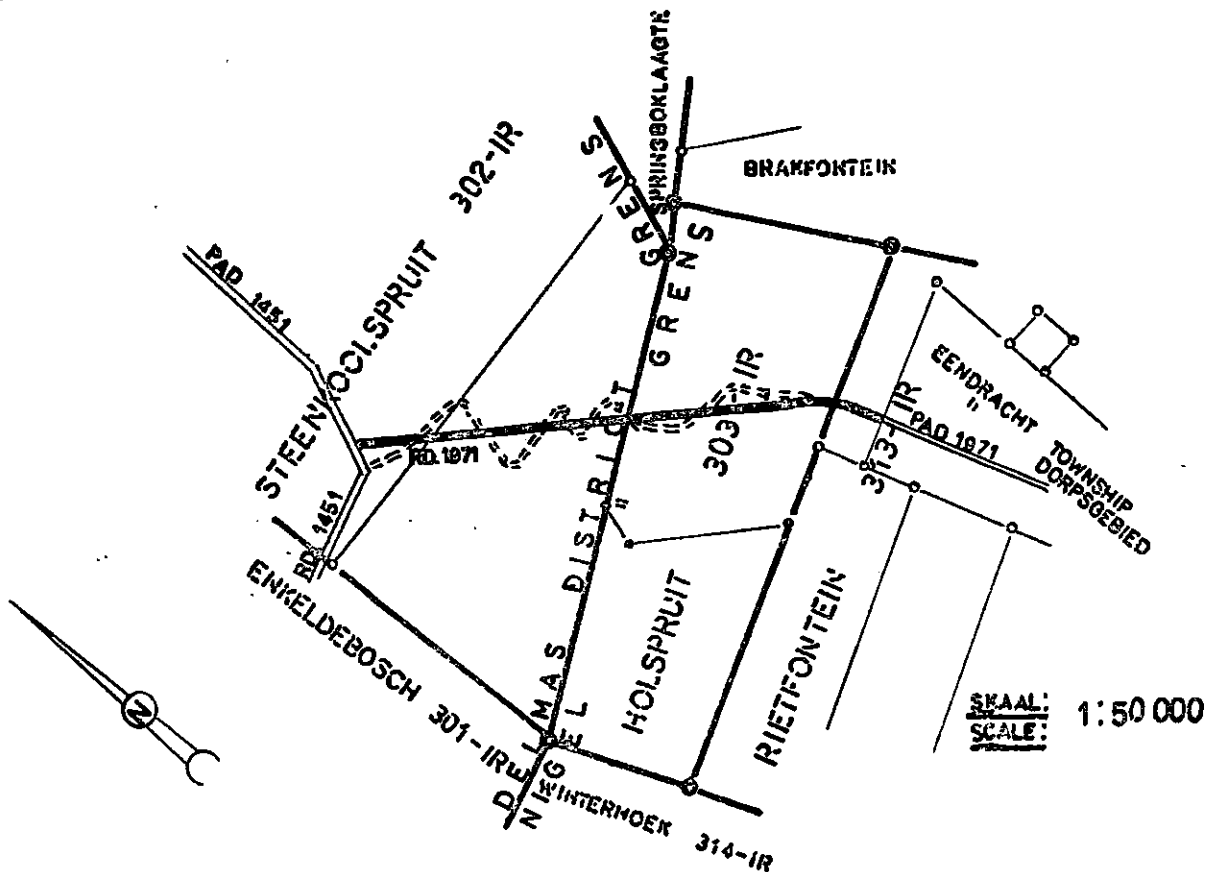 SPRINGBOKLAAGTE
GRENS
302-IR
BRAKFONTEIN
PAD 1451
STEENKOOLSPRUIT
DISTRICT GRENS
303-IR
EENDRACHT
TOWNSHIP
DORPSGEBIED
313-IR
PAD 1971
RD. 1971
RD 1451
ENKELDEBOSCH 301-IR
DELMAS
NIGEL
HOLSPRUIT
RIETFONTEIN
WINTERHOEK 314-IR
N
SKAAL:
SCALE:
1:50 000